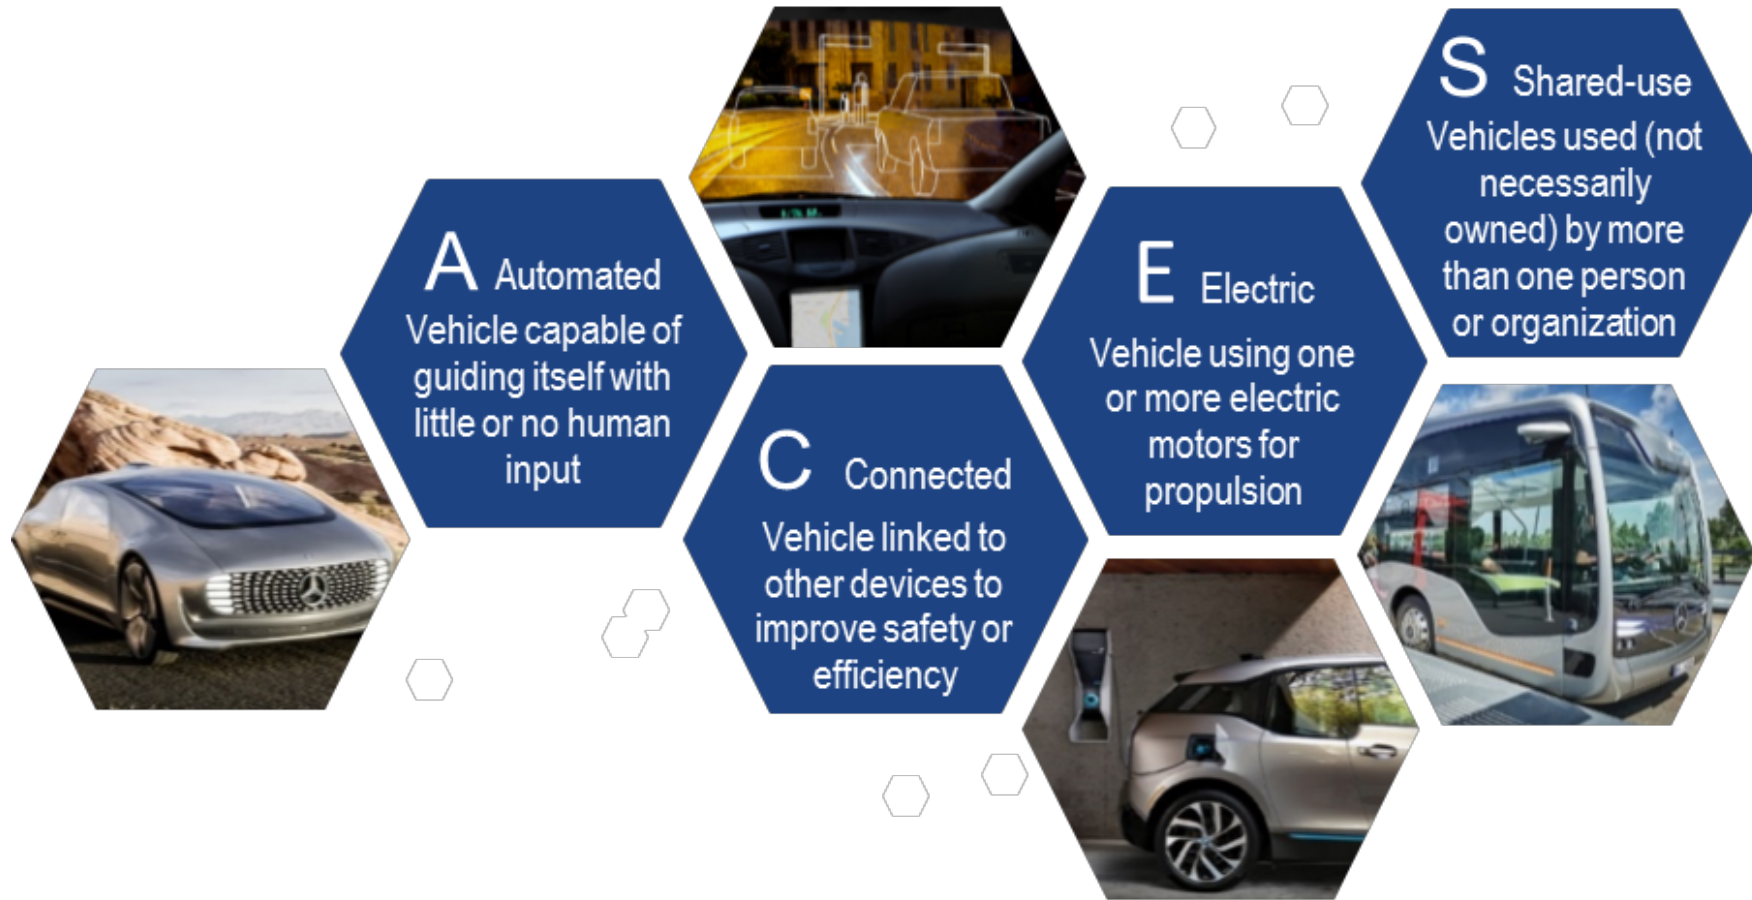 A Automated
Vehicle capable of
guiding itself with
little or no human
input
C Connected
Vehicle linked to
other devices to
improve safety or
efficiency
E Electric
Vehicle using one
or more electric
motors for
propulsion
S Shared-use
Vehicles used (not
necessarily
owned) by more
than one person
or organization